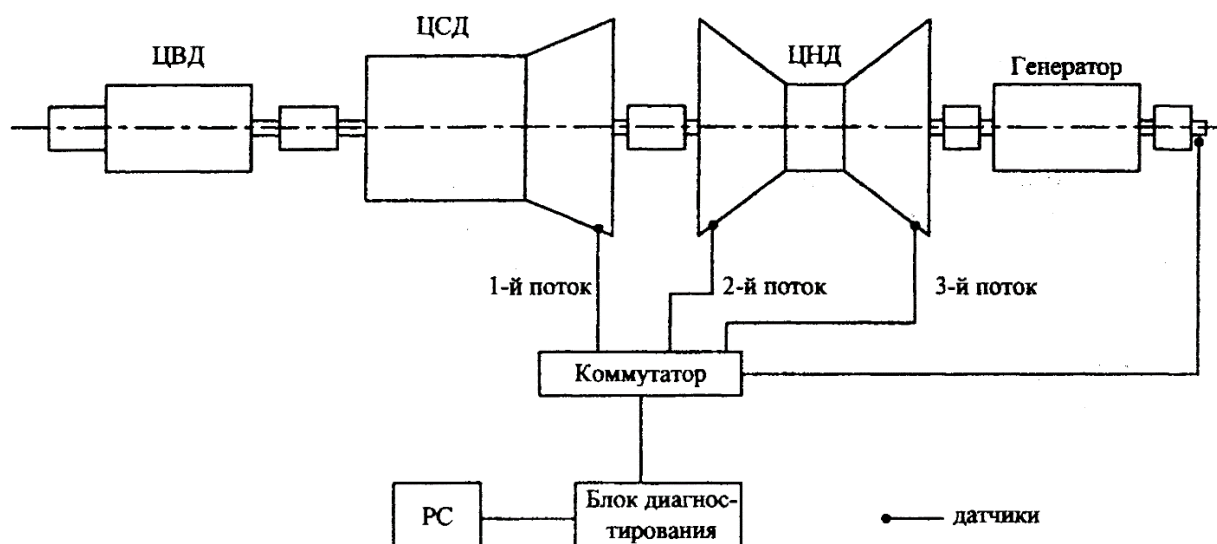 ЦВД
ЦСД
ЦНД
Генератор
1-й поток
2-й поток
3-й поток
Коммутатор
РС
Блок диагнос-
тирования
датчики